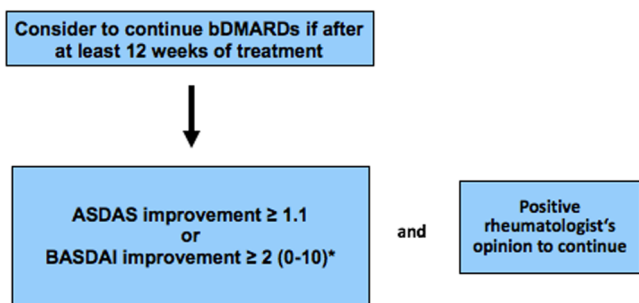 Consider to continue bDMARDs if after
at least 12 weeks of treatment
ASDAS improvement ≥ 1.1
or
BASDAI improvement ≥ 2 (0-10)*
and
Positive
rheumatologist's
opinion to continue